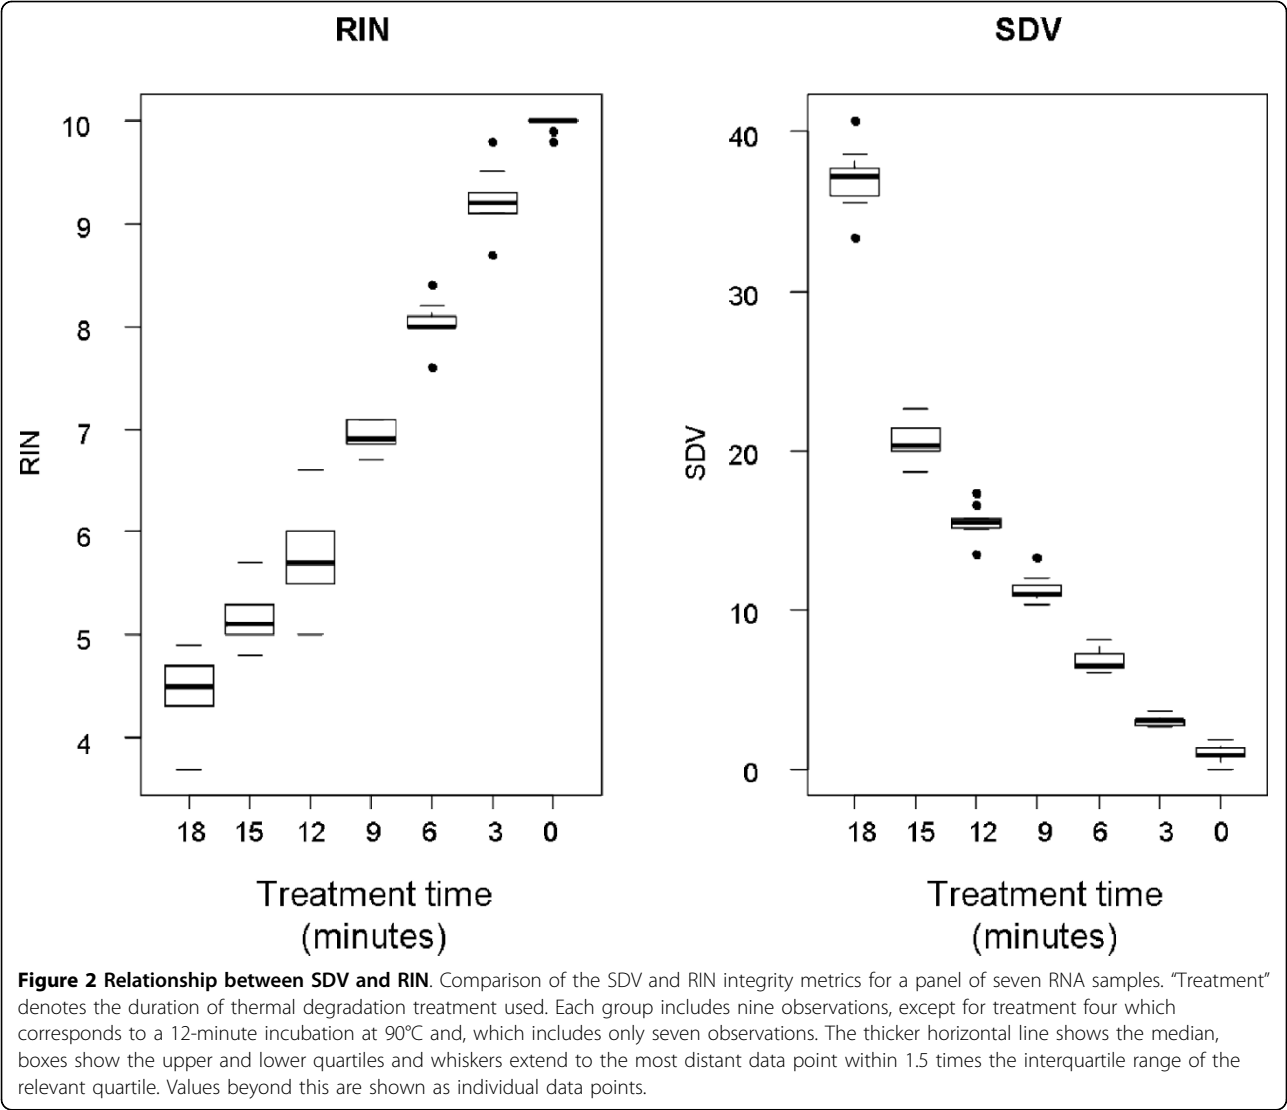 RIN
SDV
10
9
8
7
6
5
4
RIN
18 15 12 9 6 3 0
Treatment time
(minutes)
40
30
20
10
0
SDV
18 15 12 9 6 3 0
Treatment time
(minutes)
Figure 2 Relationship between SDV and RIN. Comparison of the SDV and RIN integrity metrics for a panel of seven RNA samples. “Treatment”
denotes the duration of thermal degradation treatment used. Each group includes nine observations, except for treatment four which
corresponds to a 12-minute incubation at 90°C and, which includes only seven observations. The thicker horizontal line shows the median,
boxes show the upper and lower quartiles and whiskers extend to the most distant data point within 1.5 times the interquartile range of the
relevant quartile. Values beyond this are shown as individual data points.